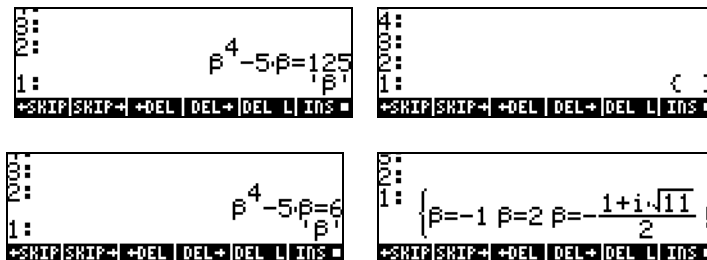 3:
2: β⁴-5·β=125
1: 'β'
←SKIP SKIP→ ←DEL DEL→ DEL L INS ■
4:
3:
2:
1: {
←SKIP SKIP→ ←DEL DEL→ DEL L INS ■
3:
2: β⁴-5·β=6
1: 'β'
←SKIP SKIP→ ←DEL DEL→ DEL L INS ■
3:
2:
1: {β=-1 β=2 β=-(1+i·√11)/2
←SKIP SKIP→ ←DEL DEL→ DEL L INS ■